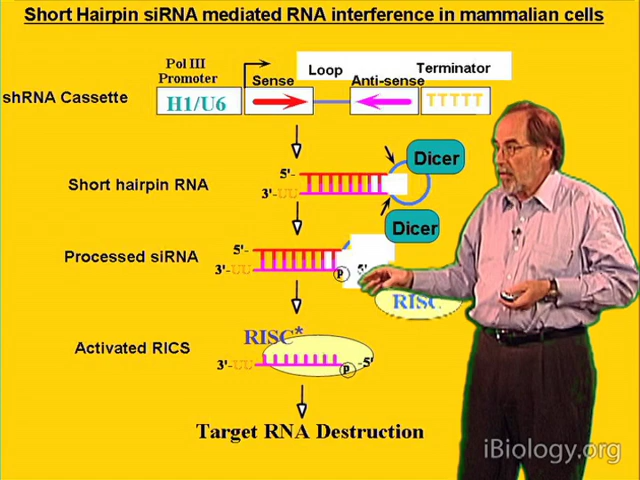 Short Hairpin siRNA mediated RNA interference in mammalian cells
Pol III
Promoter
Loop
Terminator
Sense
Anti-sense
shRNA Cassette
H1/U6
TTTTT
Dicer
5'-
Short hairpin RNA
3'-UU
Dicer
5'-
Processed siRNA
3'-UU
P
5'
RISC
RISC*
Activated RICS
3'-UU
P
-5'
Target RNA Destruction
iBiology.org